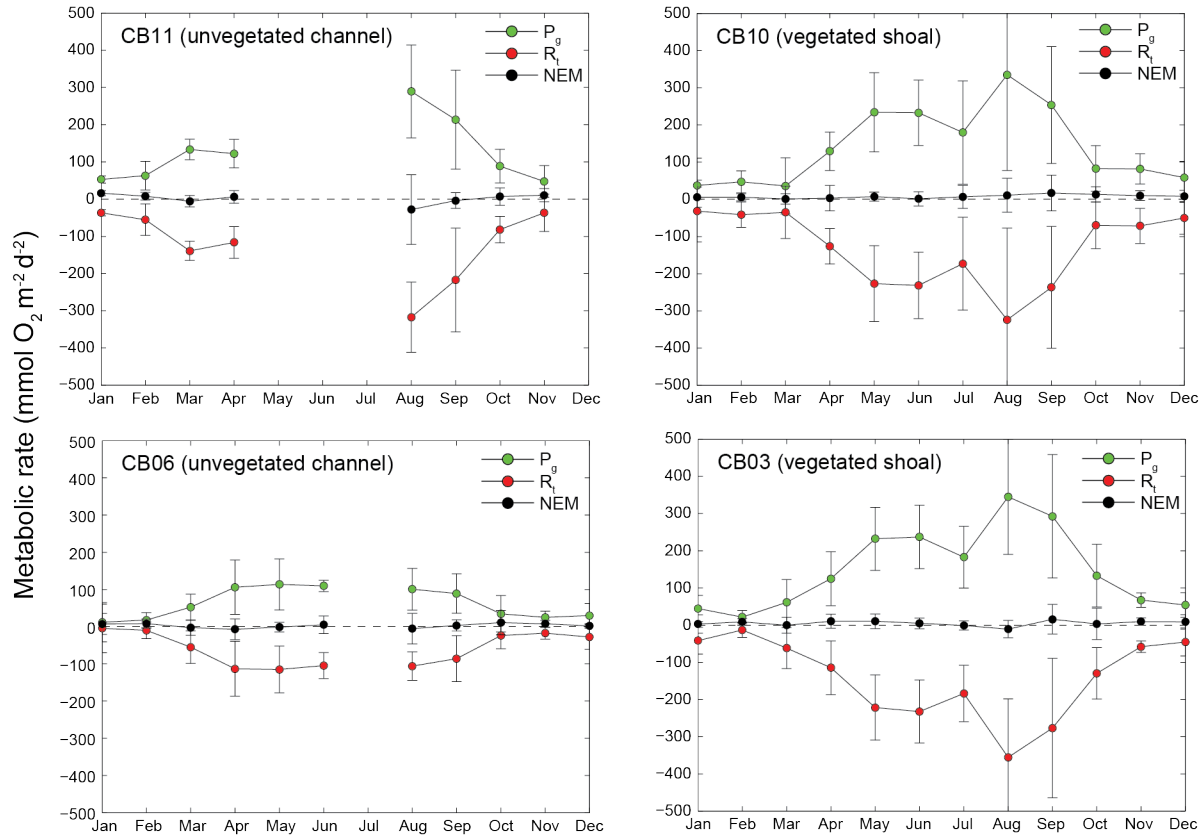 Metabolic rate (mmol O2 m-2 d-2)
CB11 (unvegetated channel)
Pg
Rt
NEM
500
400
300
200
100
0
−100
−200
−300
−400
−500
Jan Feb Mar Apr May Jun Jul Aug Sep Oct Nov Dec
CB10 (vegetated shoal)
Pg
Rt
NEM
500
400
300
200
100
0
−100
−200
−300
−400
−500
Jan Feb Mar Apr May Jun Jul Aug Sep Oct Nov Dec
CB06 (unvegetated channel)
Pg
Rt
NEM
500
400
300
200
100
0
−100
−200
−300
−400
−500
Jan Feb Mar Apr May Jun Jul Aug Sep Oct Nov Dec
CB03 (vegetated shoal)
Pg
Rt
NEM
500
400
300
200
100
0
−100
−200
−300
−400
−500
Jan Feb Mar Apr May Jun Jul Aug Sep Oct Nov Dec